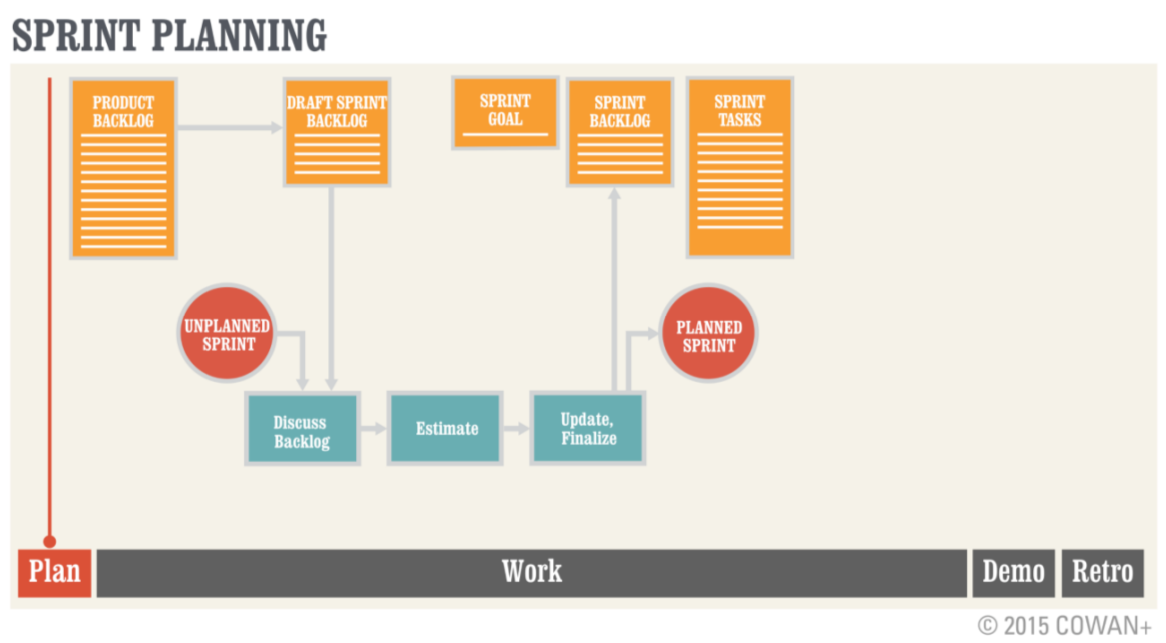 SPRINT PLANNING
PRODUCT
BACKLOG
DRAFT SPRINT
BACKLOG
SPRINT
GOAL
SPRINT
BACKLOG
SPRINT
TASKS
UNPLANNED
SPRINT
PLANNED
SPRINT
Discuss
Backlog
Estimate
Update,
Finalize
Plan
Work
Demo
Retro
© 2015 COWAN+